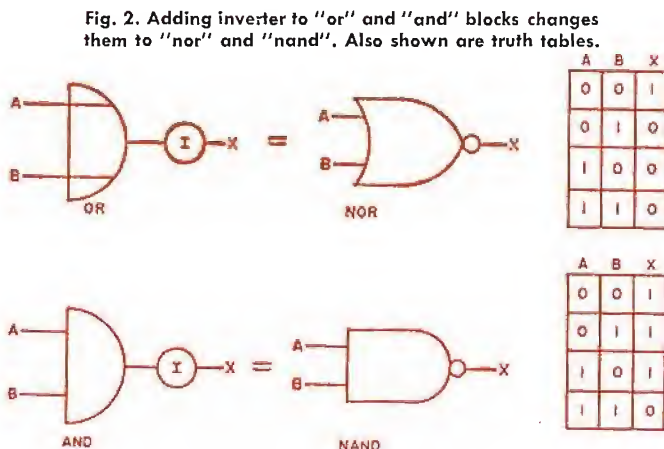 Fig. 2. Adding inverter to "or" and "and" blocks changes
them to "nor" and "nand". Also shown are truth tables.
A B X
0 0 1
0 1 0
1 0 0
1 1 0
A
B
I
X
=
A
B
X
OR
NOR
A B X
0 0 1
0 1 1
1 0 1
1 1 0
A
B
I
X
=
A
B
X
AND
NAND